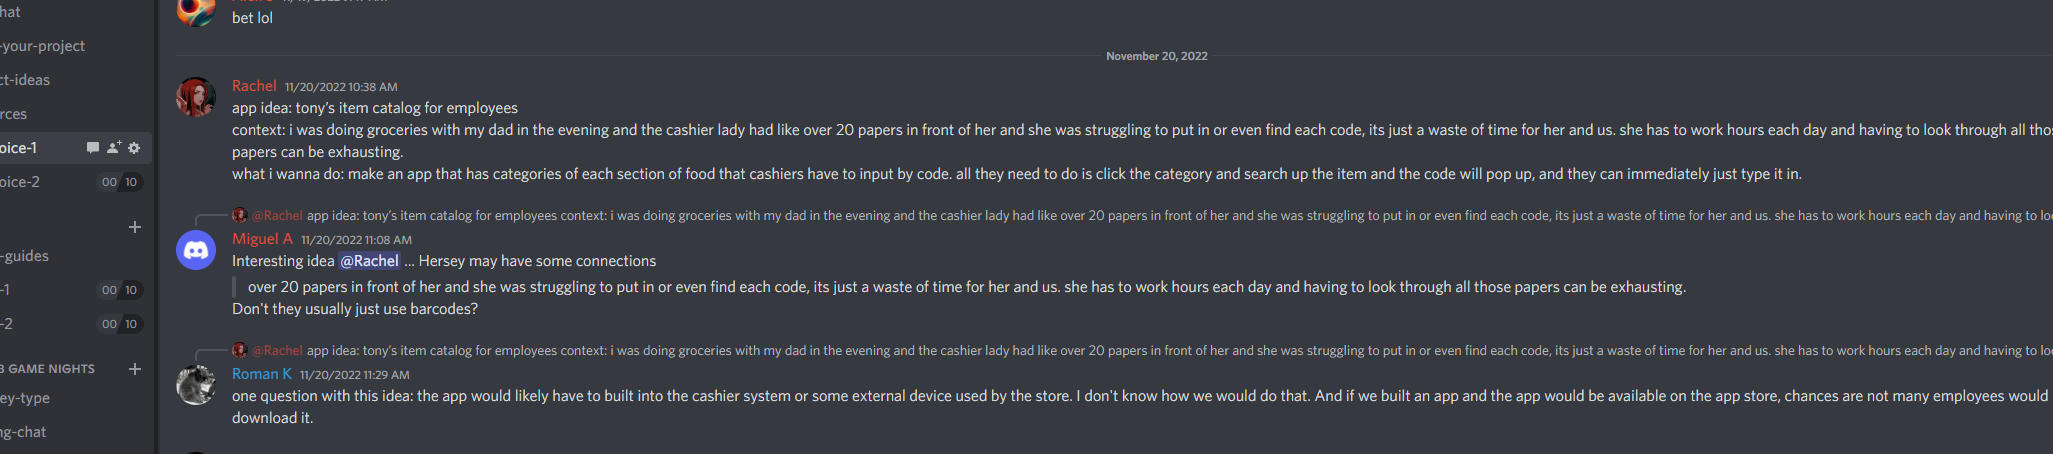 hat
bet lol
-your-project
November 20, 2022
ct-ideas
Rachel 11/20/2022 10:38 AM
app idea: tony's item catalog for employees
rces
context: i was doing groceries with my dad in the evening and the cashier lady had like over 20 papers in front of her and she was struggling to put in or even find each code, its just a waste of time for her and us. she has to work hours each day and having to look through all thos
oice-1
papers can be exhausting.
what i wanna do: make an app that has categories of each section of food that cashiers have to input by code. all they need to do is click the category and search up the item and the code will pop up, and they can immediately just type it in.
oice-2 00 10
@Rachel app idea: tony's item catalog for employees context: i was doing groceries with my dad in the evening and the cashier lady had like over 20 papers in front of her and she was struggling to put in or even find each code, its just a waste of time for her and us. she has to work hours each day and having to lo
Miguel A 11/20/2022 11:08 AM
-guides
Interesting idea @Rachel ... Hersey may have some connections
-1 00 10
over 20 papers in front of her and she was struggling to put in or even find each code, its just a waste of time for her and us. she has to work hours each day and having to look through all those papers can be exhausting.
Don't they usually just use barcodes?
-2 00 10
@Rachel app idea: tony's item catalog for employees context: i was doing groceries with my dad in the evening and the cashier lady had like over 20 papers in front of her and she was struggling to put in or even find each code, its just a waste of time for her and us. she has to work hours each day and having to lo
B GAME NIGHTS
Roman K 11/20/2022 11:29 AM
ey-type
one question with this idea: the app would likely have to built into the cashier system or some external device used by the store. I don't know how we would do that. And if we built an app and the app would be available on the app store, chances are not many employees would
download it.
ng-chat